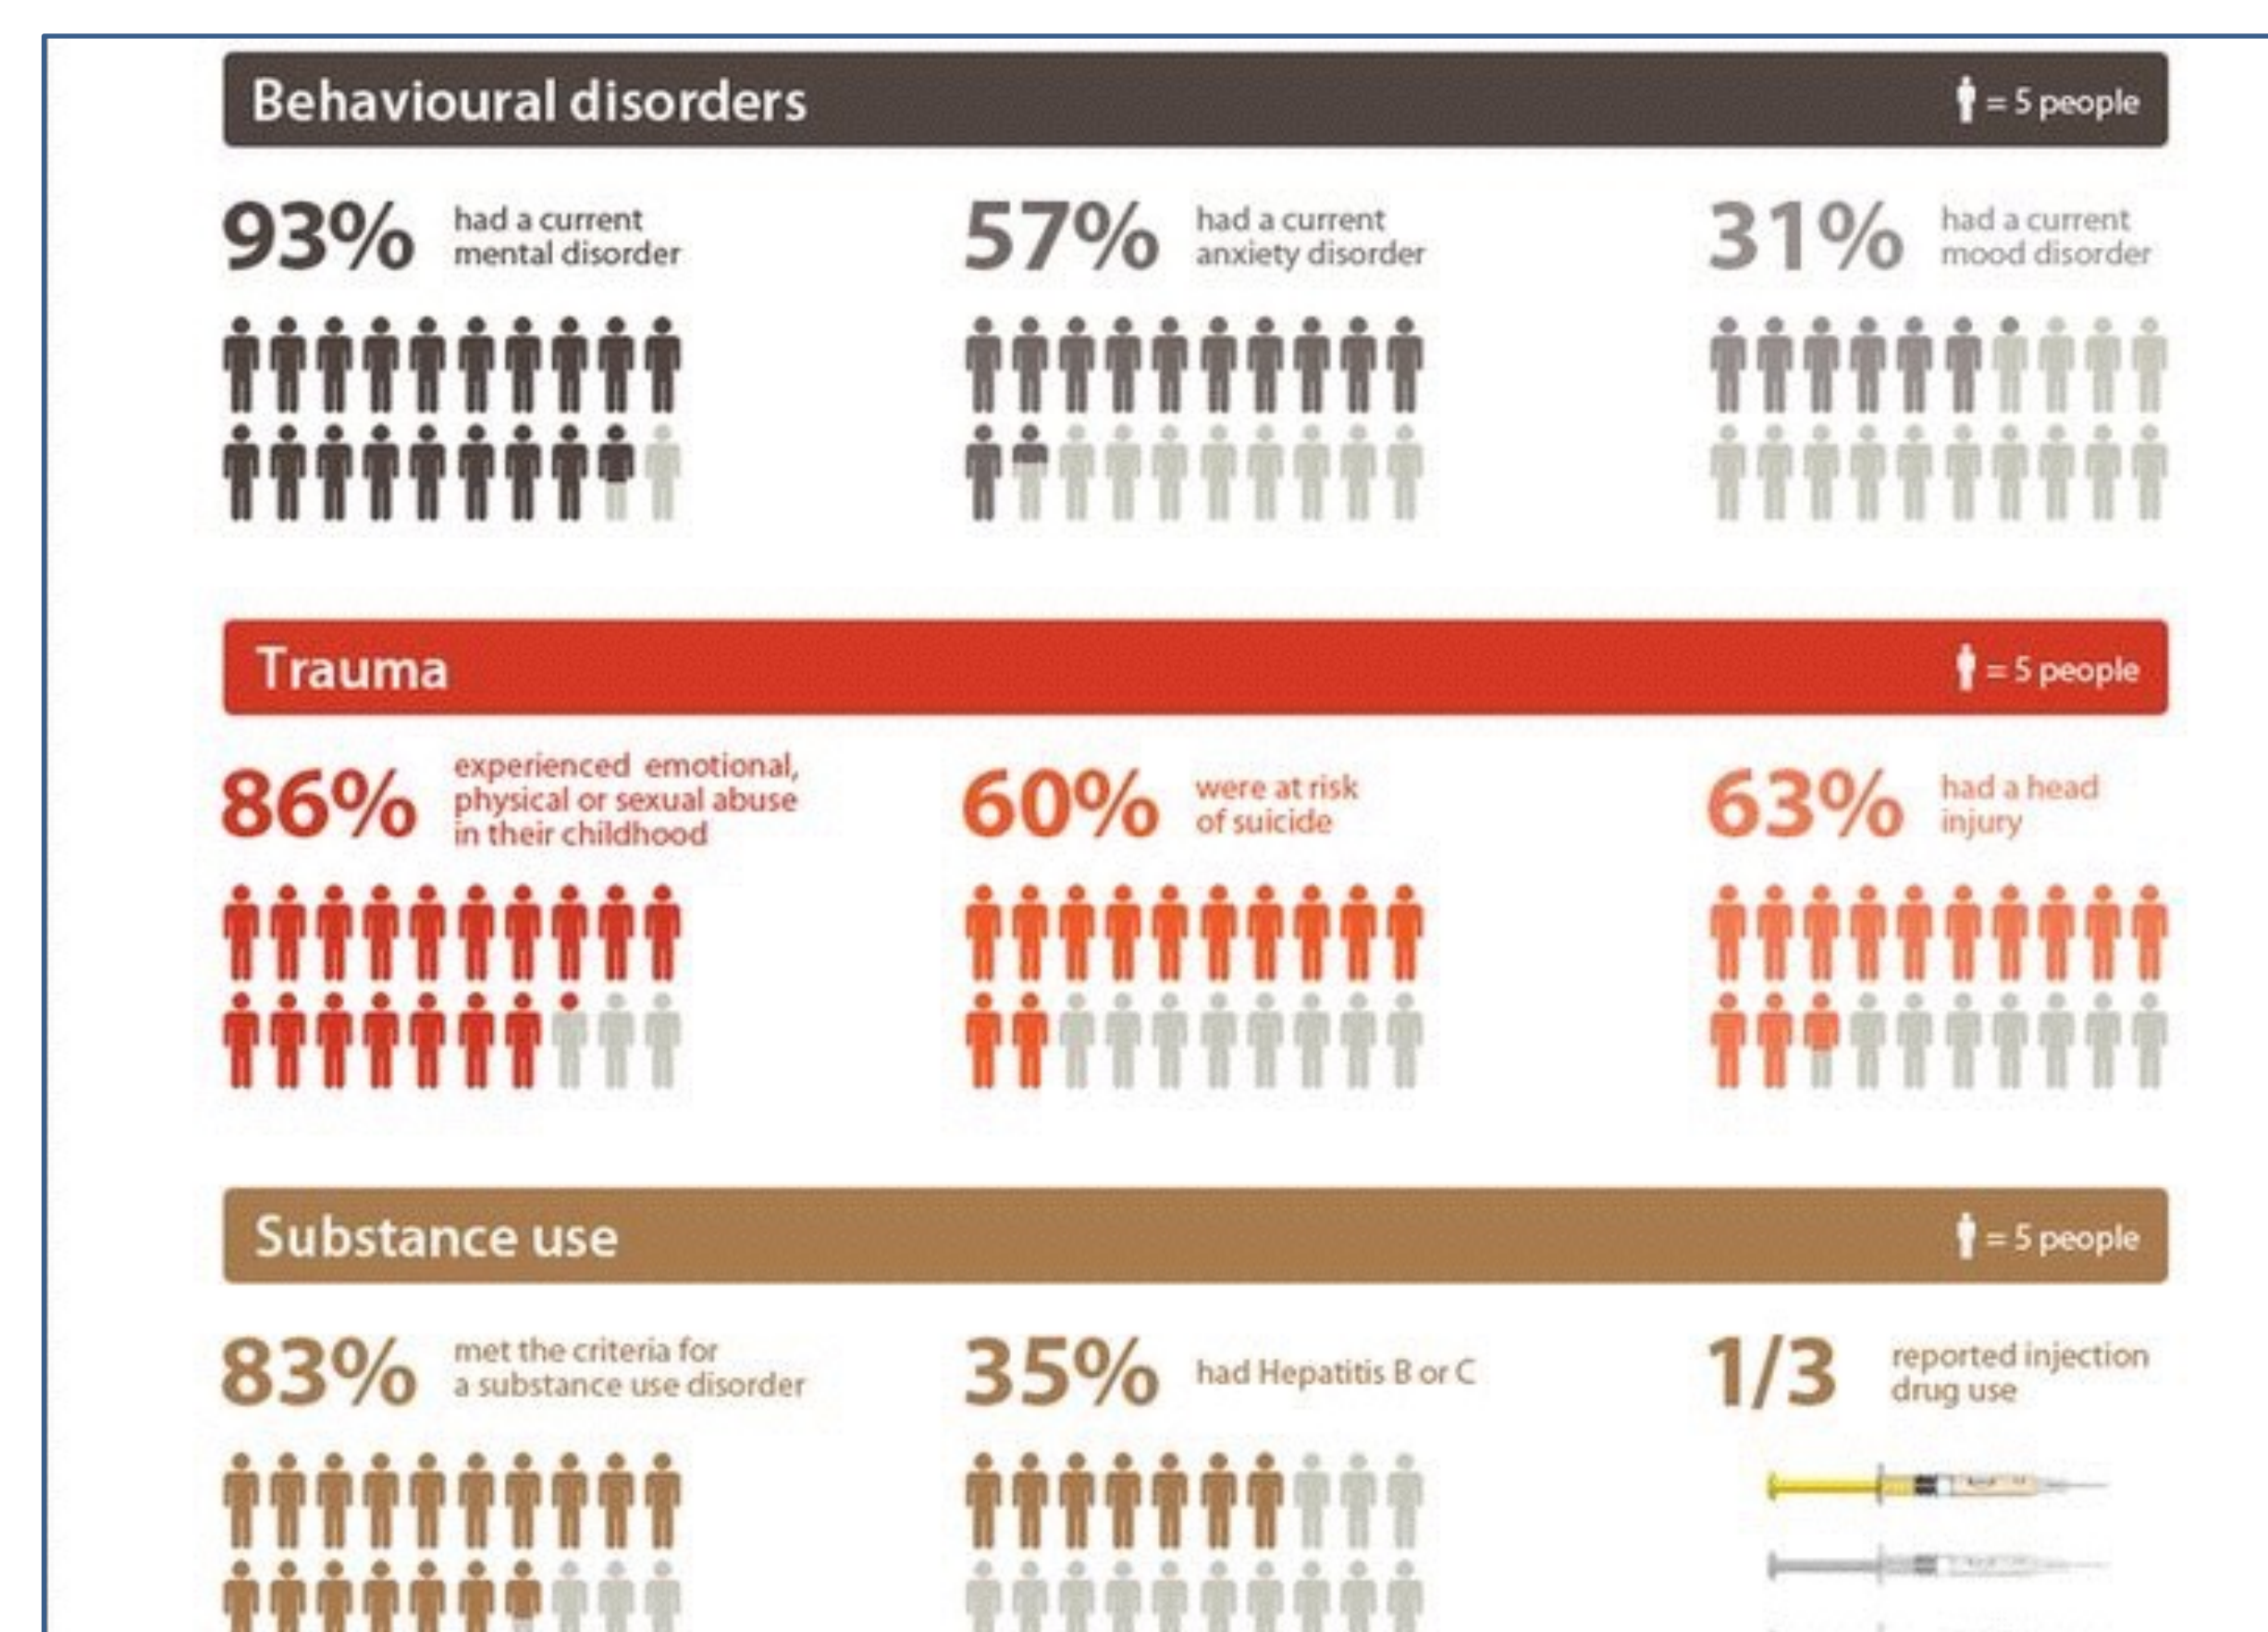 Behavioural disorders
= 5 people
93%
had a current
mental disorder
57%
had a current
anxiety disorder
31%
had a current
mood disorder
Trauma
= 5 people
86%
experienced emotional,
physical or sexual abuse
in their childhood
60%
were at risk
of suicide
63%
had a head
injury
Substance use
= 5 people
83%
met the criteria for
a substance use disorder
35%
had Hepatitis B or C
1/3
reported injection
drug use